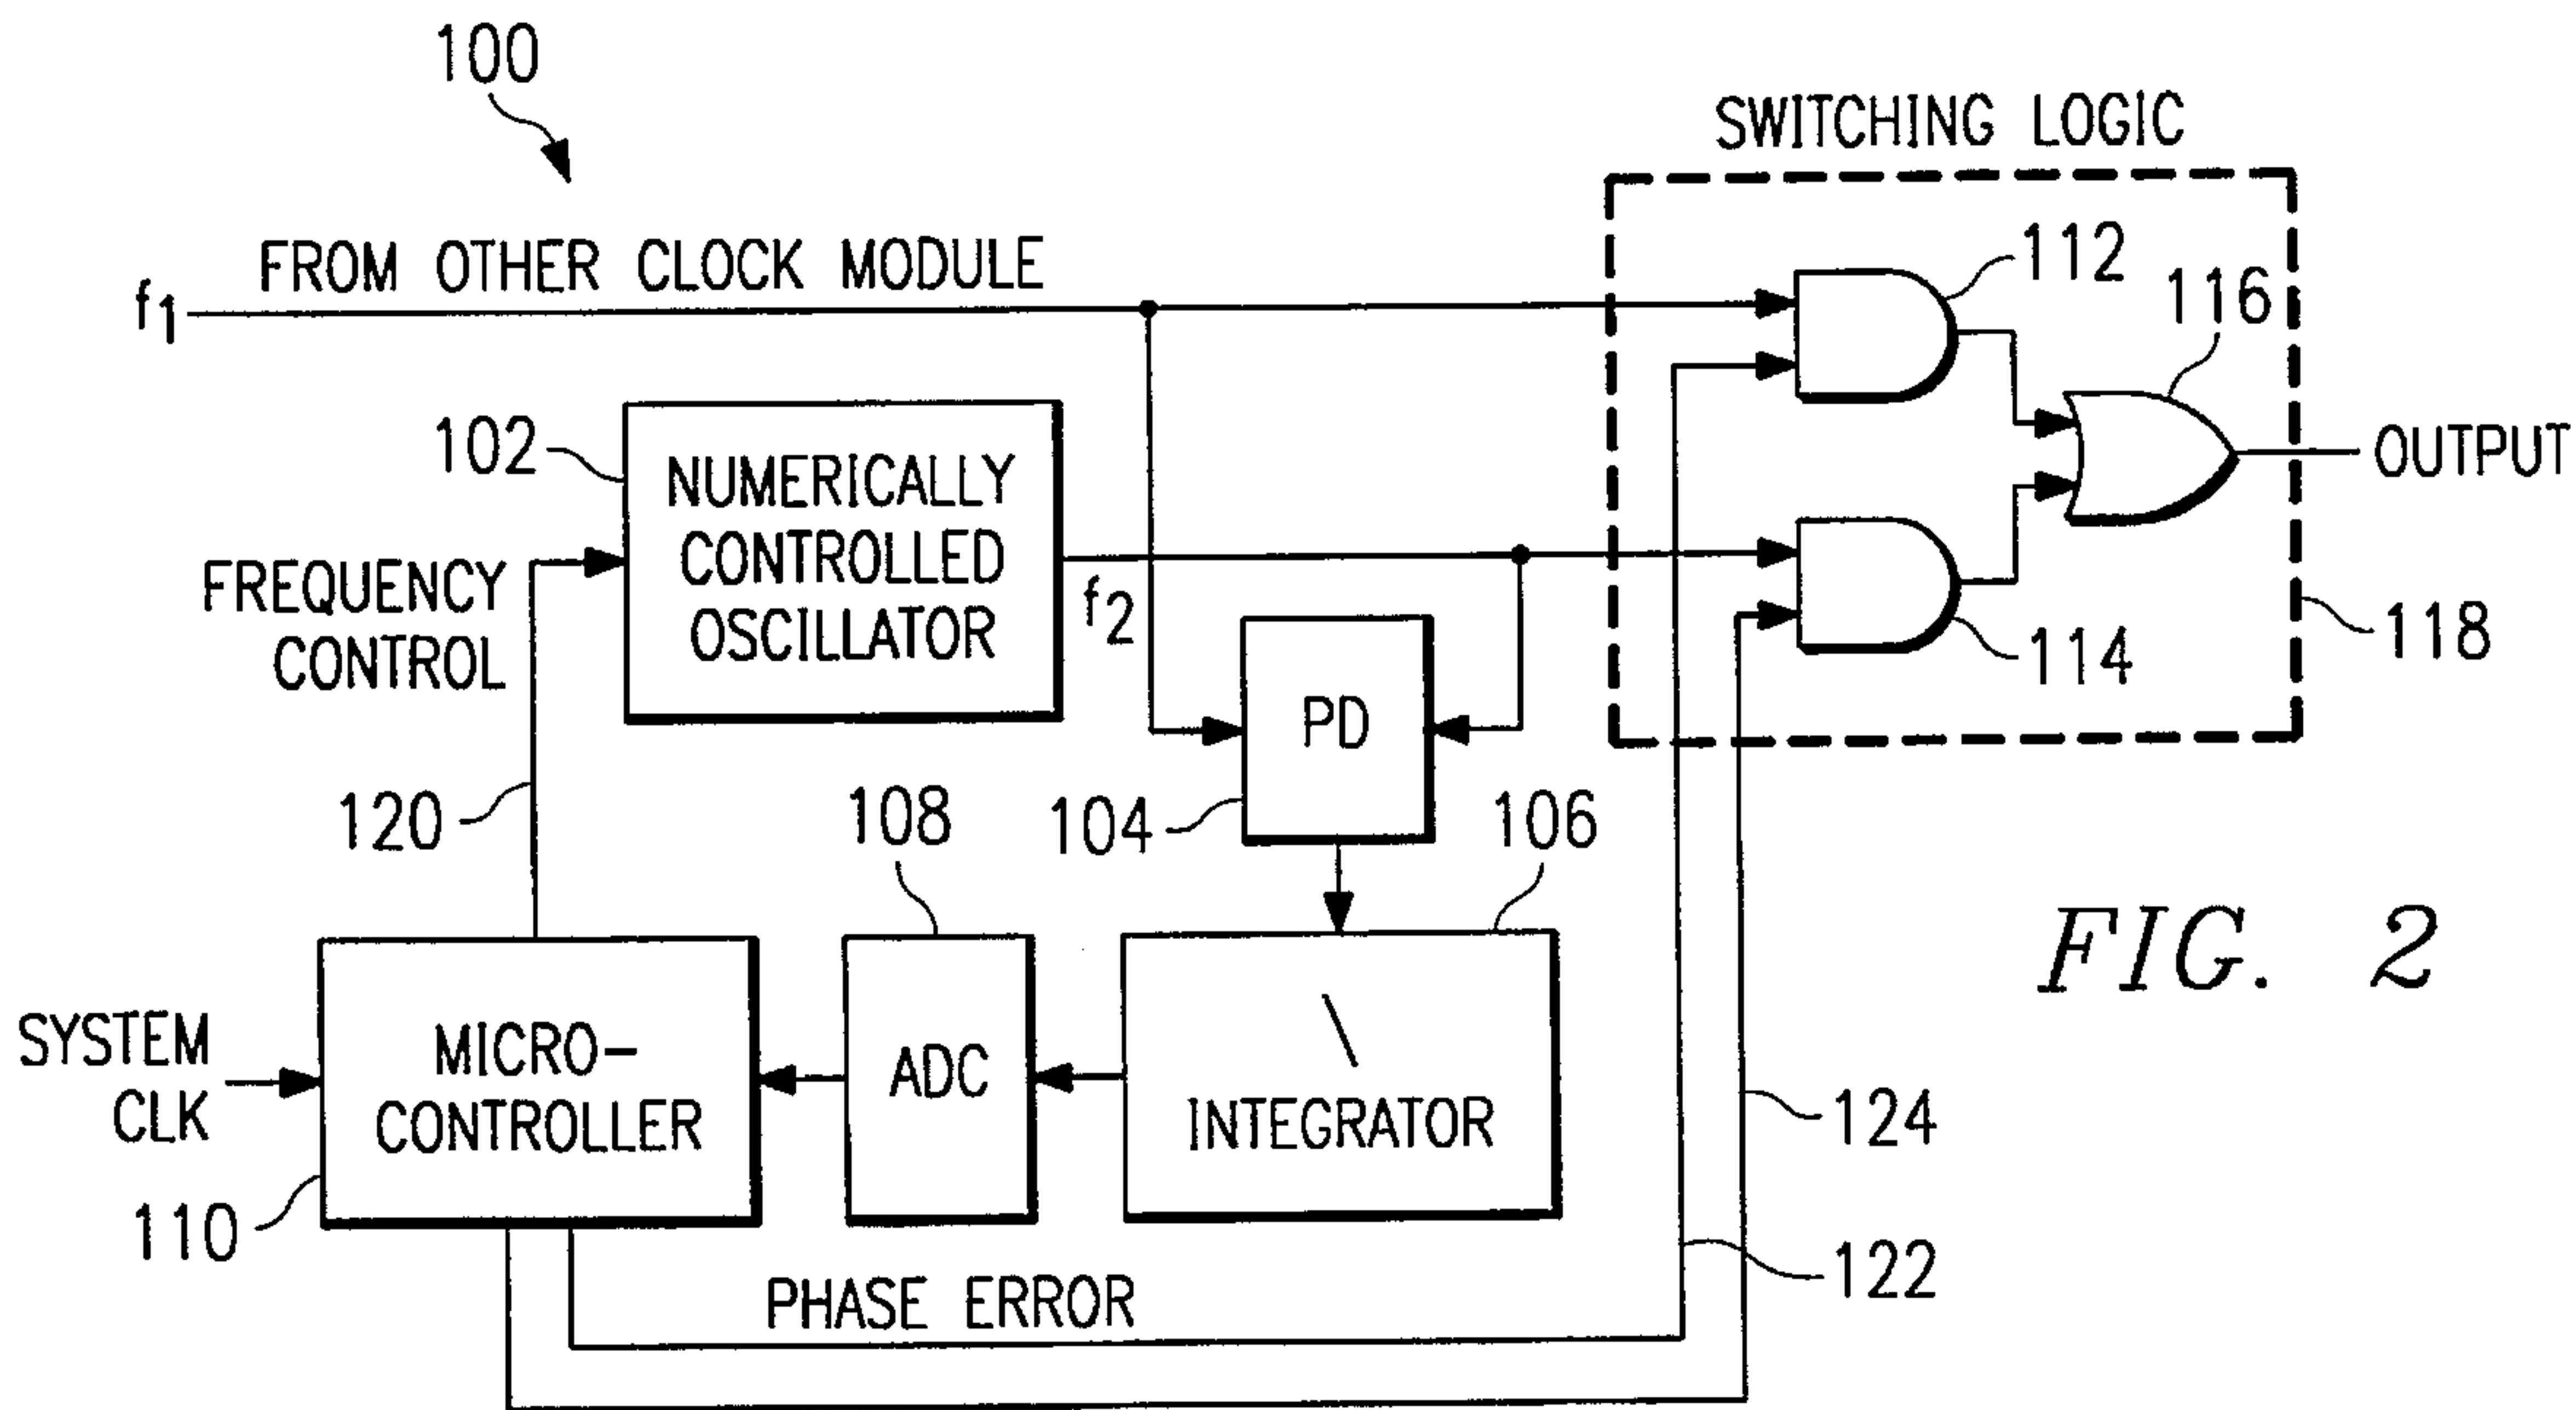 100
SWITCHING LOGIC
FROM OTHER CLOCK MODULE
f1
112
116
102
NUMERICALLY
CONTROLLED
OSCILLATOR
OUTPUT
FREQUENCY
CONTROL
f2
118
114
PD
120
108
104
106
FIG. 2
SYSTEM
CLK
MICRO-
CONTROLLER
ADC
\
INTEGRATOR
124
110
122
PHASE ERROR